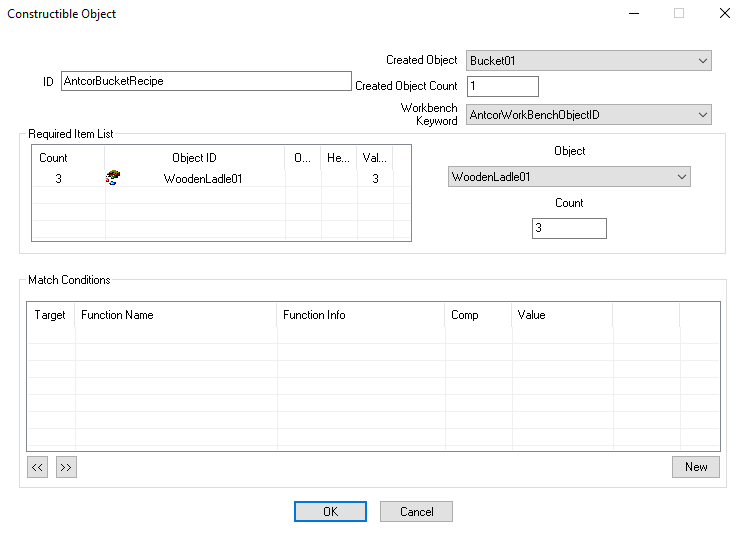 Constructible Object
Created Object
Bucket01
ID
AntcorBucketRecipe
Created Object Count
1
Workbench
Keyword
AntcorWorkBenchObjectID
Required Item List
Count Object ID O... He... Val...
3 WoodenLadle01 3
Object
WoodenLadle01
Count
3
Match Conditions
Target Function Name Function Info Comp Value
<< >>
New
OK Cancel